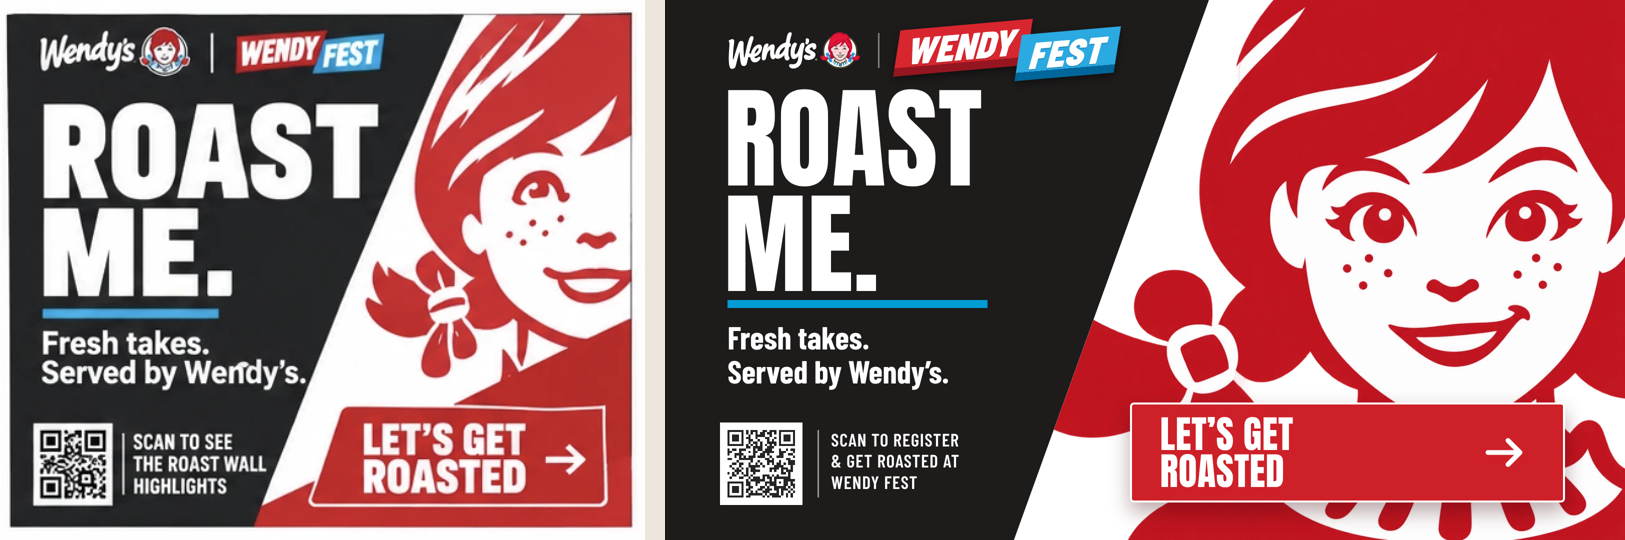 Wendy's
WENDY FEST
ROAST
ME.
Fresh takes.
Served by Wendy's.
SCAN TO SEE
THE ROAST WALL
HIGHLIGHTS
LET'S GET
ROASTED
Wendy's
WENDY FEST
ROAST
ME.
Fresh takes.
Served by Wendy's.
SCAN TO REGISTER
& GET ROASTED AT
WENDY FEST
LET'S GET
ROASTED